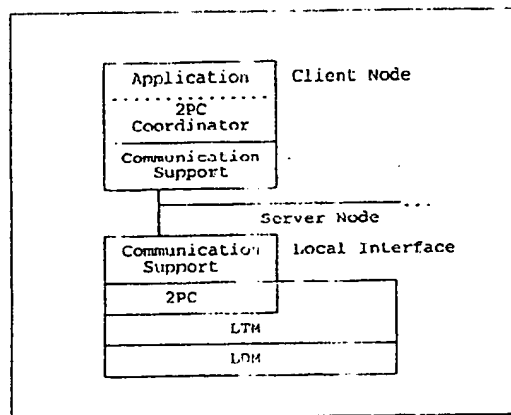 Application Client Node
2PC
Coordinator
Communication
Support
Server Node
Communication Local Interface
Support
2PC
LTM
LDM